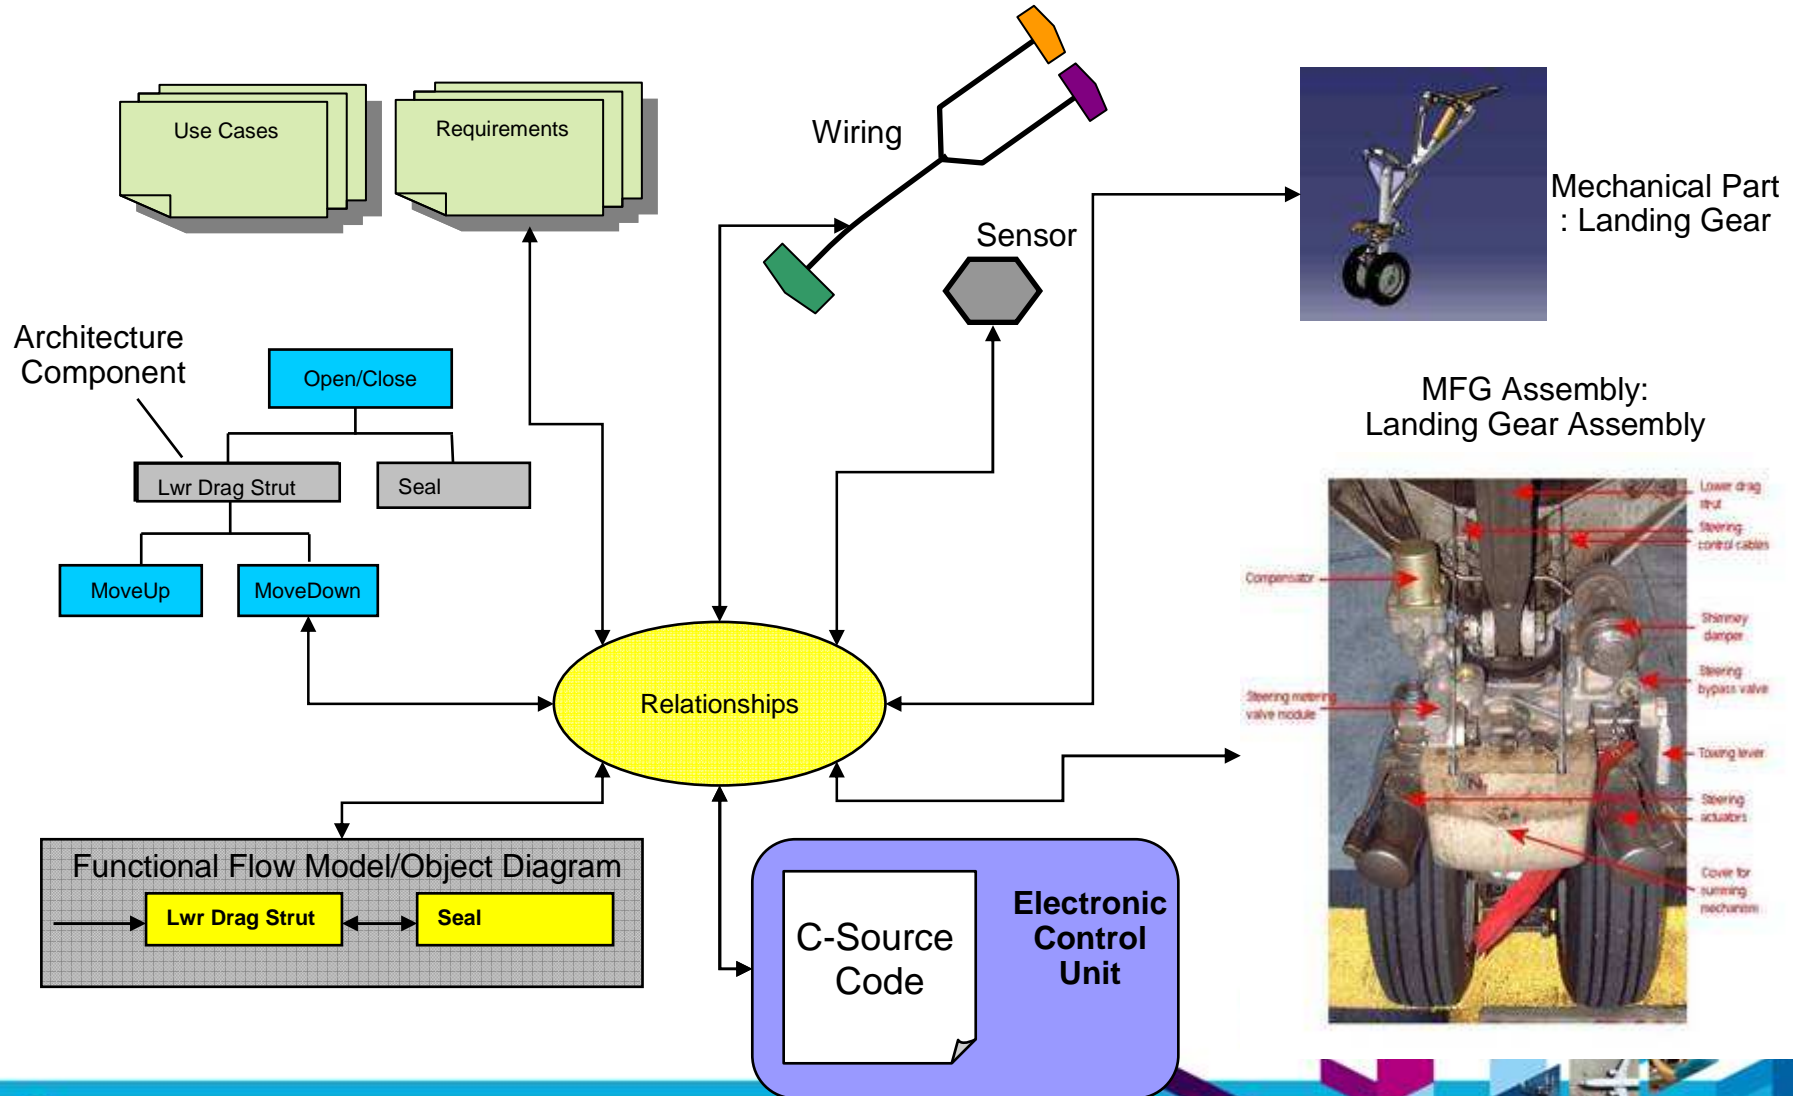 Use Cases
Requirements
Wiring
Sensor
Mechanical Part
: Landing Gear
Architecture
Component
Open/Close
Lwr Drag Strut
Seal
MoveUp
MoveDown
MFG Assembly:
Landing Gear Assembly
Lower drag
strut
Steering
control cables
Compensator
Shimmey
damper
Steering
bypass valve
Steering metering
valve module
Towing lever
Steering
actuators
Cover for
summing
mechanism
Relationships
Functional Flow Model/Object Diagram
Lwr Drag Strut
Seal
C-Source
Code
Electronic
Control
Unit